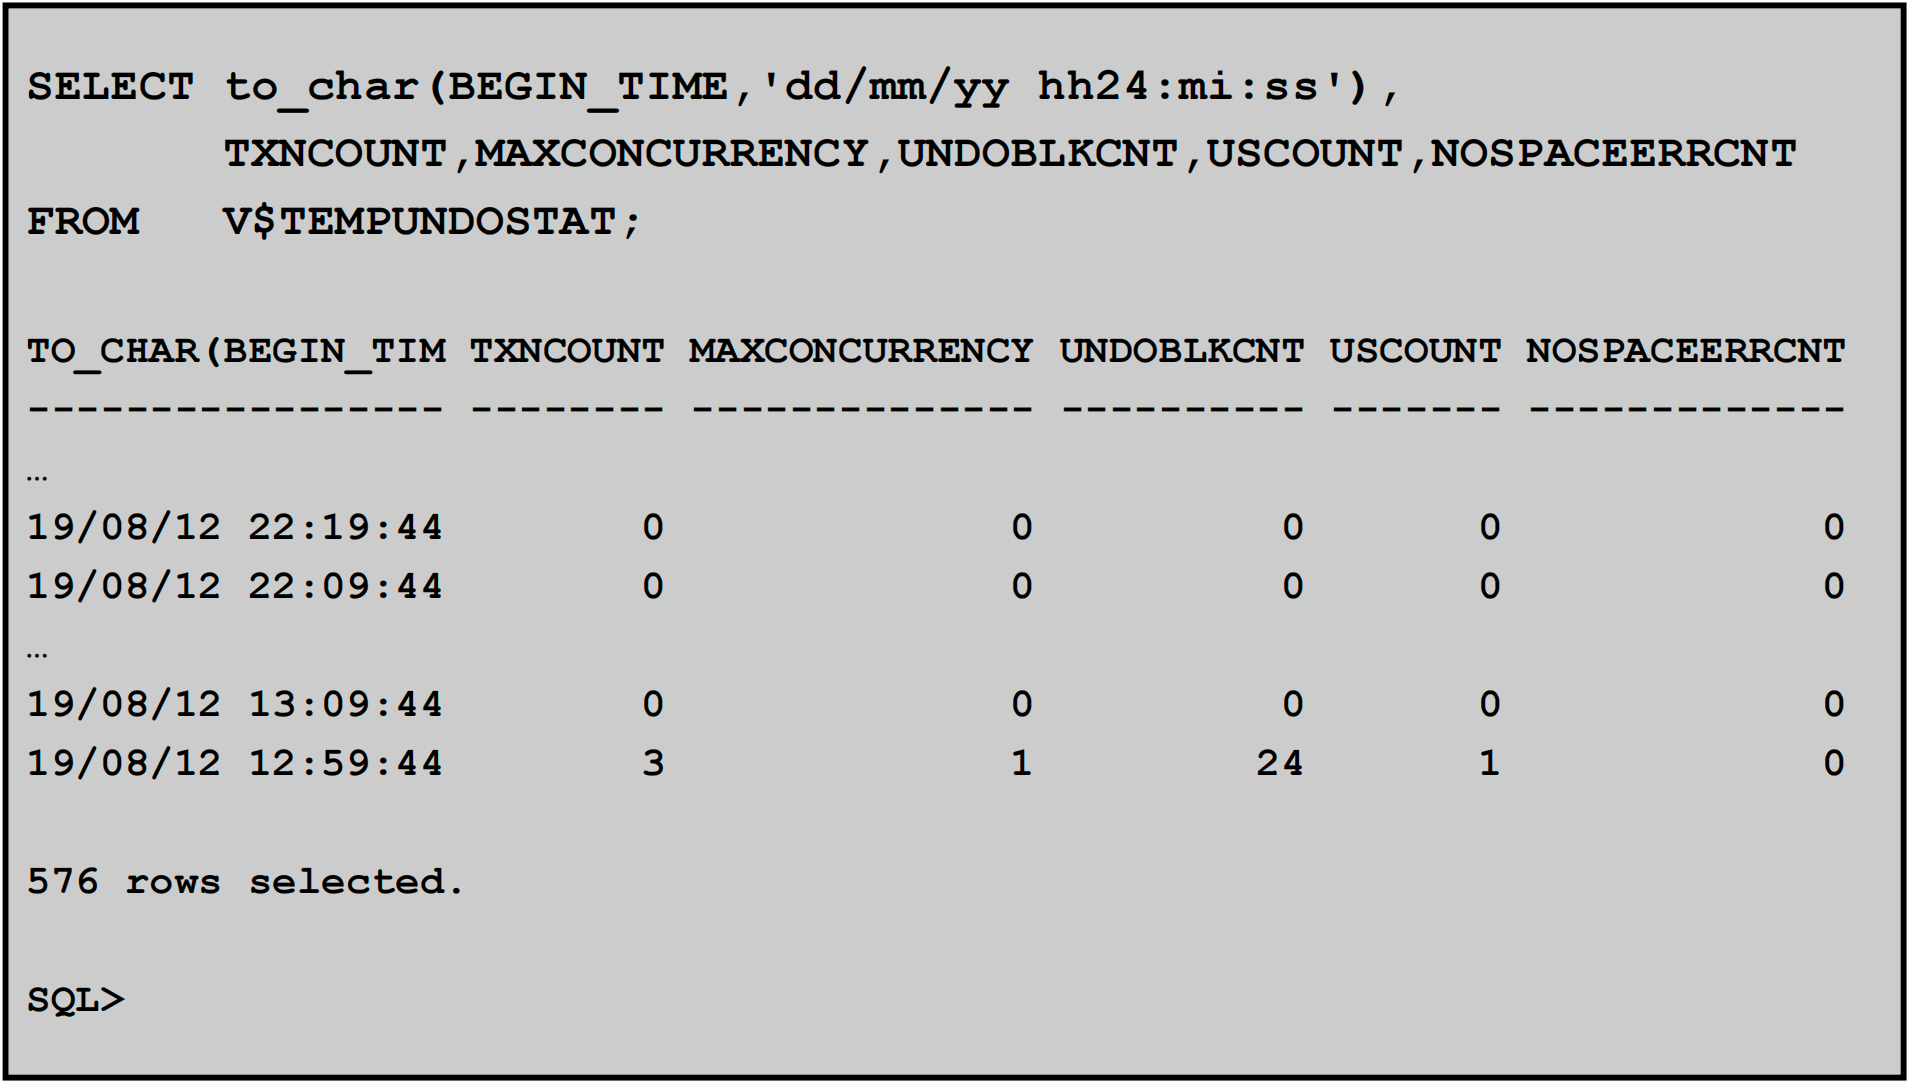 SELECT to_char(BEGIN_TIME,'dd/mm/yy hh24:mi:ss'),
TXNCOUNT,MAXCONCURRENCY,UNDOBLKCNT,USCOUNT,NOSPACEERRCNT
FROM V$TEMPUNDOSTAT;
TO_CHAR(BEGIN_TIM TXNCOUNT MAXCONCURRENCY UNDOBLKCNT USCOUNT NOSPACEERRCNT
----------------- -------- -------------- ---------- ------- -------------
…
19/08/12 22:19:44 0 0 0 0 0
19/08/12 22:09:44 0 0 0 0 0
…
19/08/12 13:09:44 0 0 0 0 0
19/08/12 12:59:44 3 1 24 1 0
576 rows selected.
SQL>